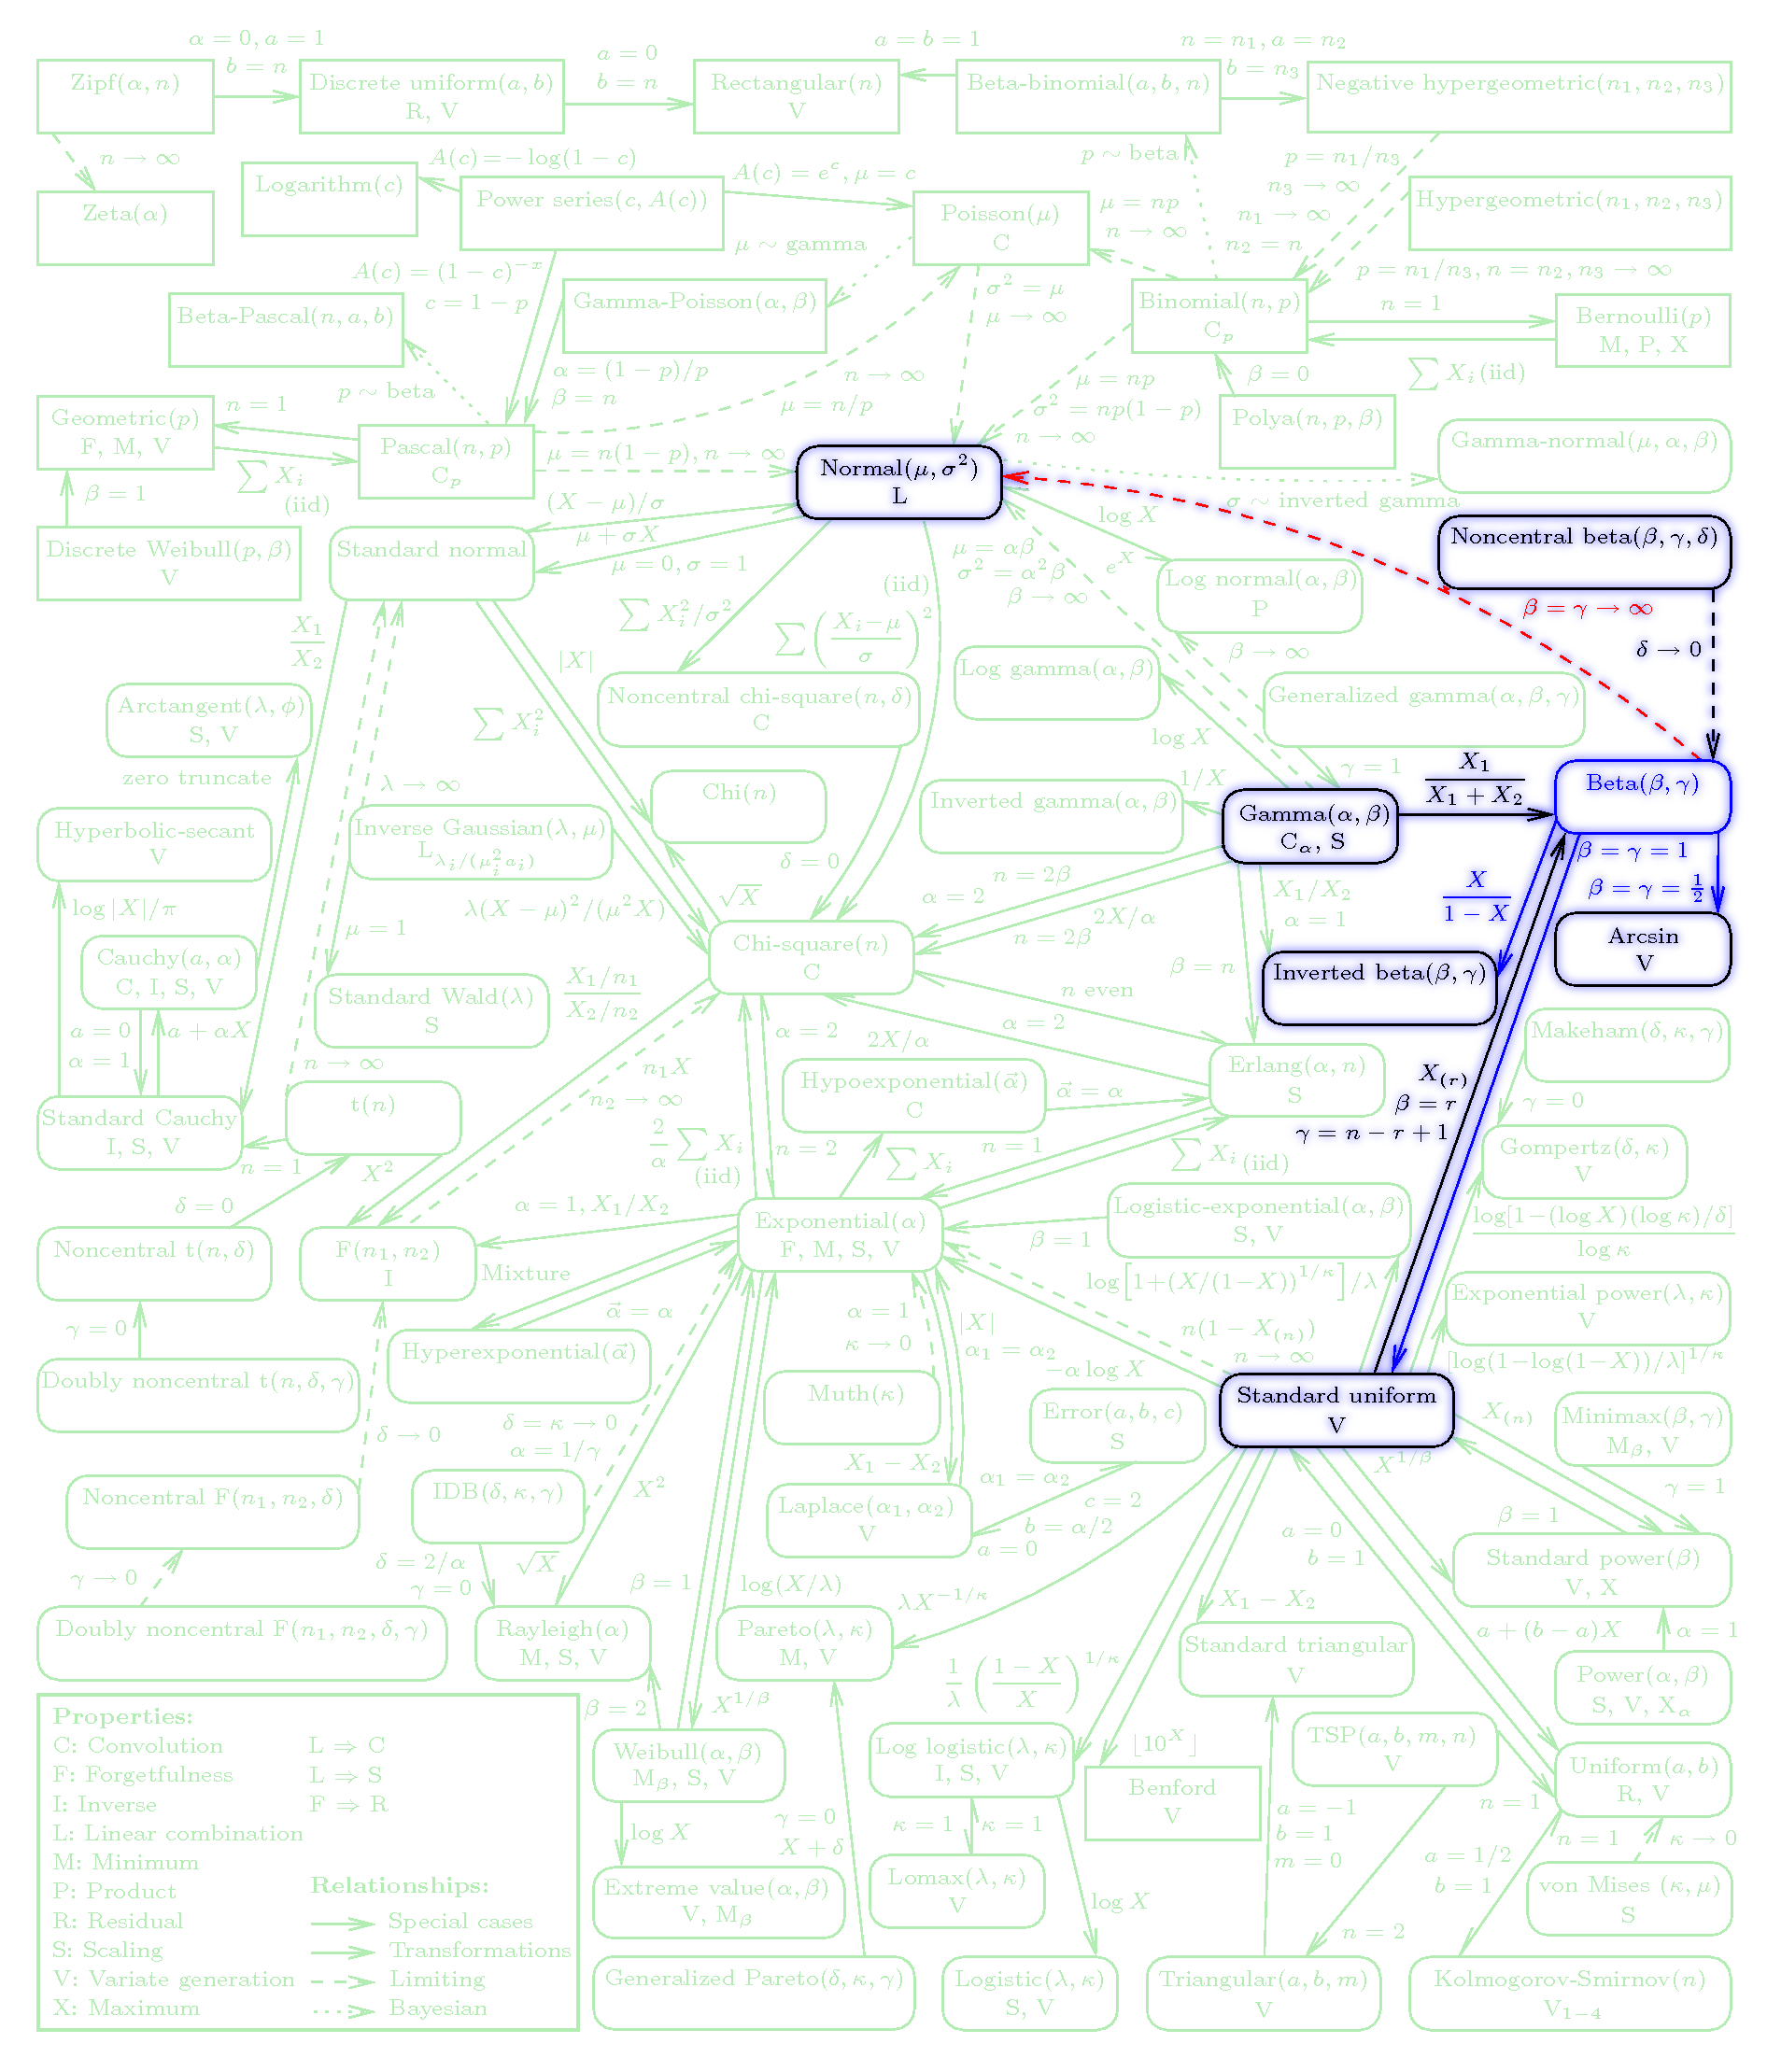 α = 0, a = 1
b = n
a = 0
b = n
a = b = 1
n = n₁, a = n₂
b = n₃
Zipf(α, n)
Discrete uniform(a, b)
R, V
Rectangular(n)
V
Beta-binomial(a, b, n)
Negative hypergeometric(n₁, n₂, n₃)
n → ∞
A(c) = −log(1 − c)
A(c) = eᶜ, μ = c
p ∼ beta
p = n₁/n₃
n₃ → ∞
n₁ → ∞
n₂ = n
Zeta(α)
Logarithm(c)
Power series(c, A(c))
Poisson(μ)
C
μ = np
n → ∞
Hypergeometric(n₁, n₂, n₃)
μ ∼ gamma
A(c) = (1 − c)⁻ˣ
c = 1 − p
p = n₁/n₃, n = n₂, n₃ → ∞
σ² = μ
μ → ∞
n = 1
Beta-Pascal(n, a, b)
Gamma-Poisson(α, β)
Binomial(n, p)
Cₚ
Bernoulli(p)
M, P, X
α = (1 − p)/p
β = n
n → ∞
μ = n/p
μ = np
σ² = np(1 − p)
n → ∞
β = 0
∑ Xᵢ (iid)
p ∼ beta
Geometric(p)
F, M, V
n = 1
∑ Xᵢ
(iid)
Pascal(n, p)
Cₚ
μ = n(1 − p), n → ∞
Normal(μ, σ²)
L
Polya(n, p, β)
Gamma-normal(μ, α, β)
σ ∼ inverted gamma
β = 1
(X − μ)/σ
μ + σX
μ = 0, σ = 1
log X
eˣ
μ = αβ
σ² = α²β
β → ∞
Discrete Weibull(p, β)
V
Standard normal
Log normal(α, β)
P
Noncentral beta(β, γ, δ)
β = γ → ∞
δ → 0
X₁
X₂
∑ Xᵢ²/σ²
(iid)
∑ ((Xᵢ−μ)/σ)²
|X|
∑ Xᵢ²
β → ∞
Log gamma(α, β)
Generalized gamma(α, β, γ)
Arctangent(λ, φ)
S, V
Noncentral chi-square(n, δ)
C
log X
γ = 1
zero truncate
λ → ∞
Chi(n)
1/X
Inverted gamma(α, β)
Gamma(α, β)
C_α, S
X₁
X₁ + X₂
Beta(β, γ)
Hyperbolic-secant
V
Inverse Gaussian(λ, μ)
L_{λᵢ/(μᵢ²aᵢ)}
δ = 0
β = γ = 1
β = γ = ½
X
1 − X
log |X|/π
λ(X − μ)²/(μ²X)
√X
α = 2
n = 2β
2X/α
n = 2β
X₁/X₂
α = 1
μ = 1
Cauchy(a, α)
C, I, S, V
Chi-square(n)
C
Arcsin
V
β = n
Inverted beta(β, γ)
Standard Wald(λ)
S
X₁/n₁
X₂/n₂
n even
α = 2
a = 0
α = 1
a + αX
n → ∞
n₁X
n₂ → ∞
α = 2
2X/α
Makeham(δ, κ, γ)
Hypoexponential(α⃗)
C
α⃗ = α
Erlang(α, n)
S
X₍ᵣ₎
β = r
γ = n − r + 1
γ = 0
Standard Cauchy
I, S, V
t(n)
n = 1
X²
2/α ∑ Xᵢ
(iid)
n = 2
∑ Xᵢ
n = 1
∑ Xᵢ (iid)
Gompertz(δ, κ)
V
δ = 0
α = 1, X₁/X₂
Noncentral t(n, δ)
F(n₁, n₂)
I
Mixture
Exponential(α)
F, M, S, V
Logistic-exponential(α, β)
S, V
β = 1
log[1−(log X)(log κ)/δ]
log κ
log[1+(X/(1−X))^{1/κ}]/λ
γ = 0
α⃗ = α
α = 1
κ → 0
|X|
α₁ = α₂
n(1 − X₍ₙ₎)
n → ∞
−α log X
Exponential power(λ, κ)
V
[log(1−log(1−X))/λ]^{1/κ}
Hyperexponential(α⃗)
Doubly noncentral t(n, δ, γ)
Muth(κ)
Error(a, b, c)
S
Standard uniform
V
X₍ₙ₎
Minimax(β, γ)
M_β, V
δ → 0
δ = κ → 0
α = 1/γ
X₁ − X₂
α₁ = α₂
X^{1/β}
γ = 1
Noncentral F(n₁, n₂, δ)
IDB(δ, κ, γ)
X²
Laplace(α₁, α₂)
V
c = 2
b = α/2
a = 0
a = 0
b = 1
β = 1
γ → 0
δ = 2/α
γ = 0
√X
β = 1
log(X/λ)
λX^{−1/κ}
X₁ − X₂
Standard power(β)
V, X
Doubly noncentral F(n₁, n₂, δ, γ)
Rayleigh(α)
M, S, V
Pareto(λ, κ)
M, V
Standard triangular
V
a + (b − a)X
α = 1
1/λ ((1 − X)/X)^{1/κ}
Power(α, β)
S, V, X_α
β = 2
X^{1/β}
Properties:
C: Convolution
F: Forgetfulness
I: Inverse
L: Linear combination
M: Minimum
P: Product
R: Residual
S: Scaling
V: Variate generation
X: Maximum
L ⇒ C
L ⇒ S
F ⇒ R
Relationships:
Special cases
Transformations
Limiting
Bayesian
Weibull(α, β)
M_β, S, V
Log logistic(λ, κ)
I, S, V
⌊10ˣ⌋
Benford
V
TSP(a, b, m, n)
V
Uniform(a, b)
R, V
log X
γ = 0
X + δ
κ = 1
κ = 1
a = −1
b = 1
m = 0
n = 1
a = 1/2
b = 1
n = 1
κ → 0
Extreme value(α, β)
V, M_β
Lomax(λ, κ)
V
log X
n = 2
von Mises (κ, μ)
S
Generalized Pareto(δ, κ, γ)
Logistic(λ, κ)
S, V
Triangular(a, b, m)
V
Kolmogorov-Smirnov(n)
V₁₋₄